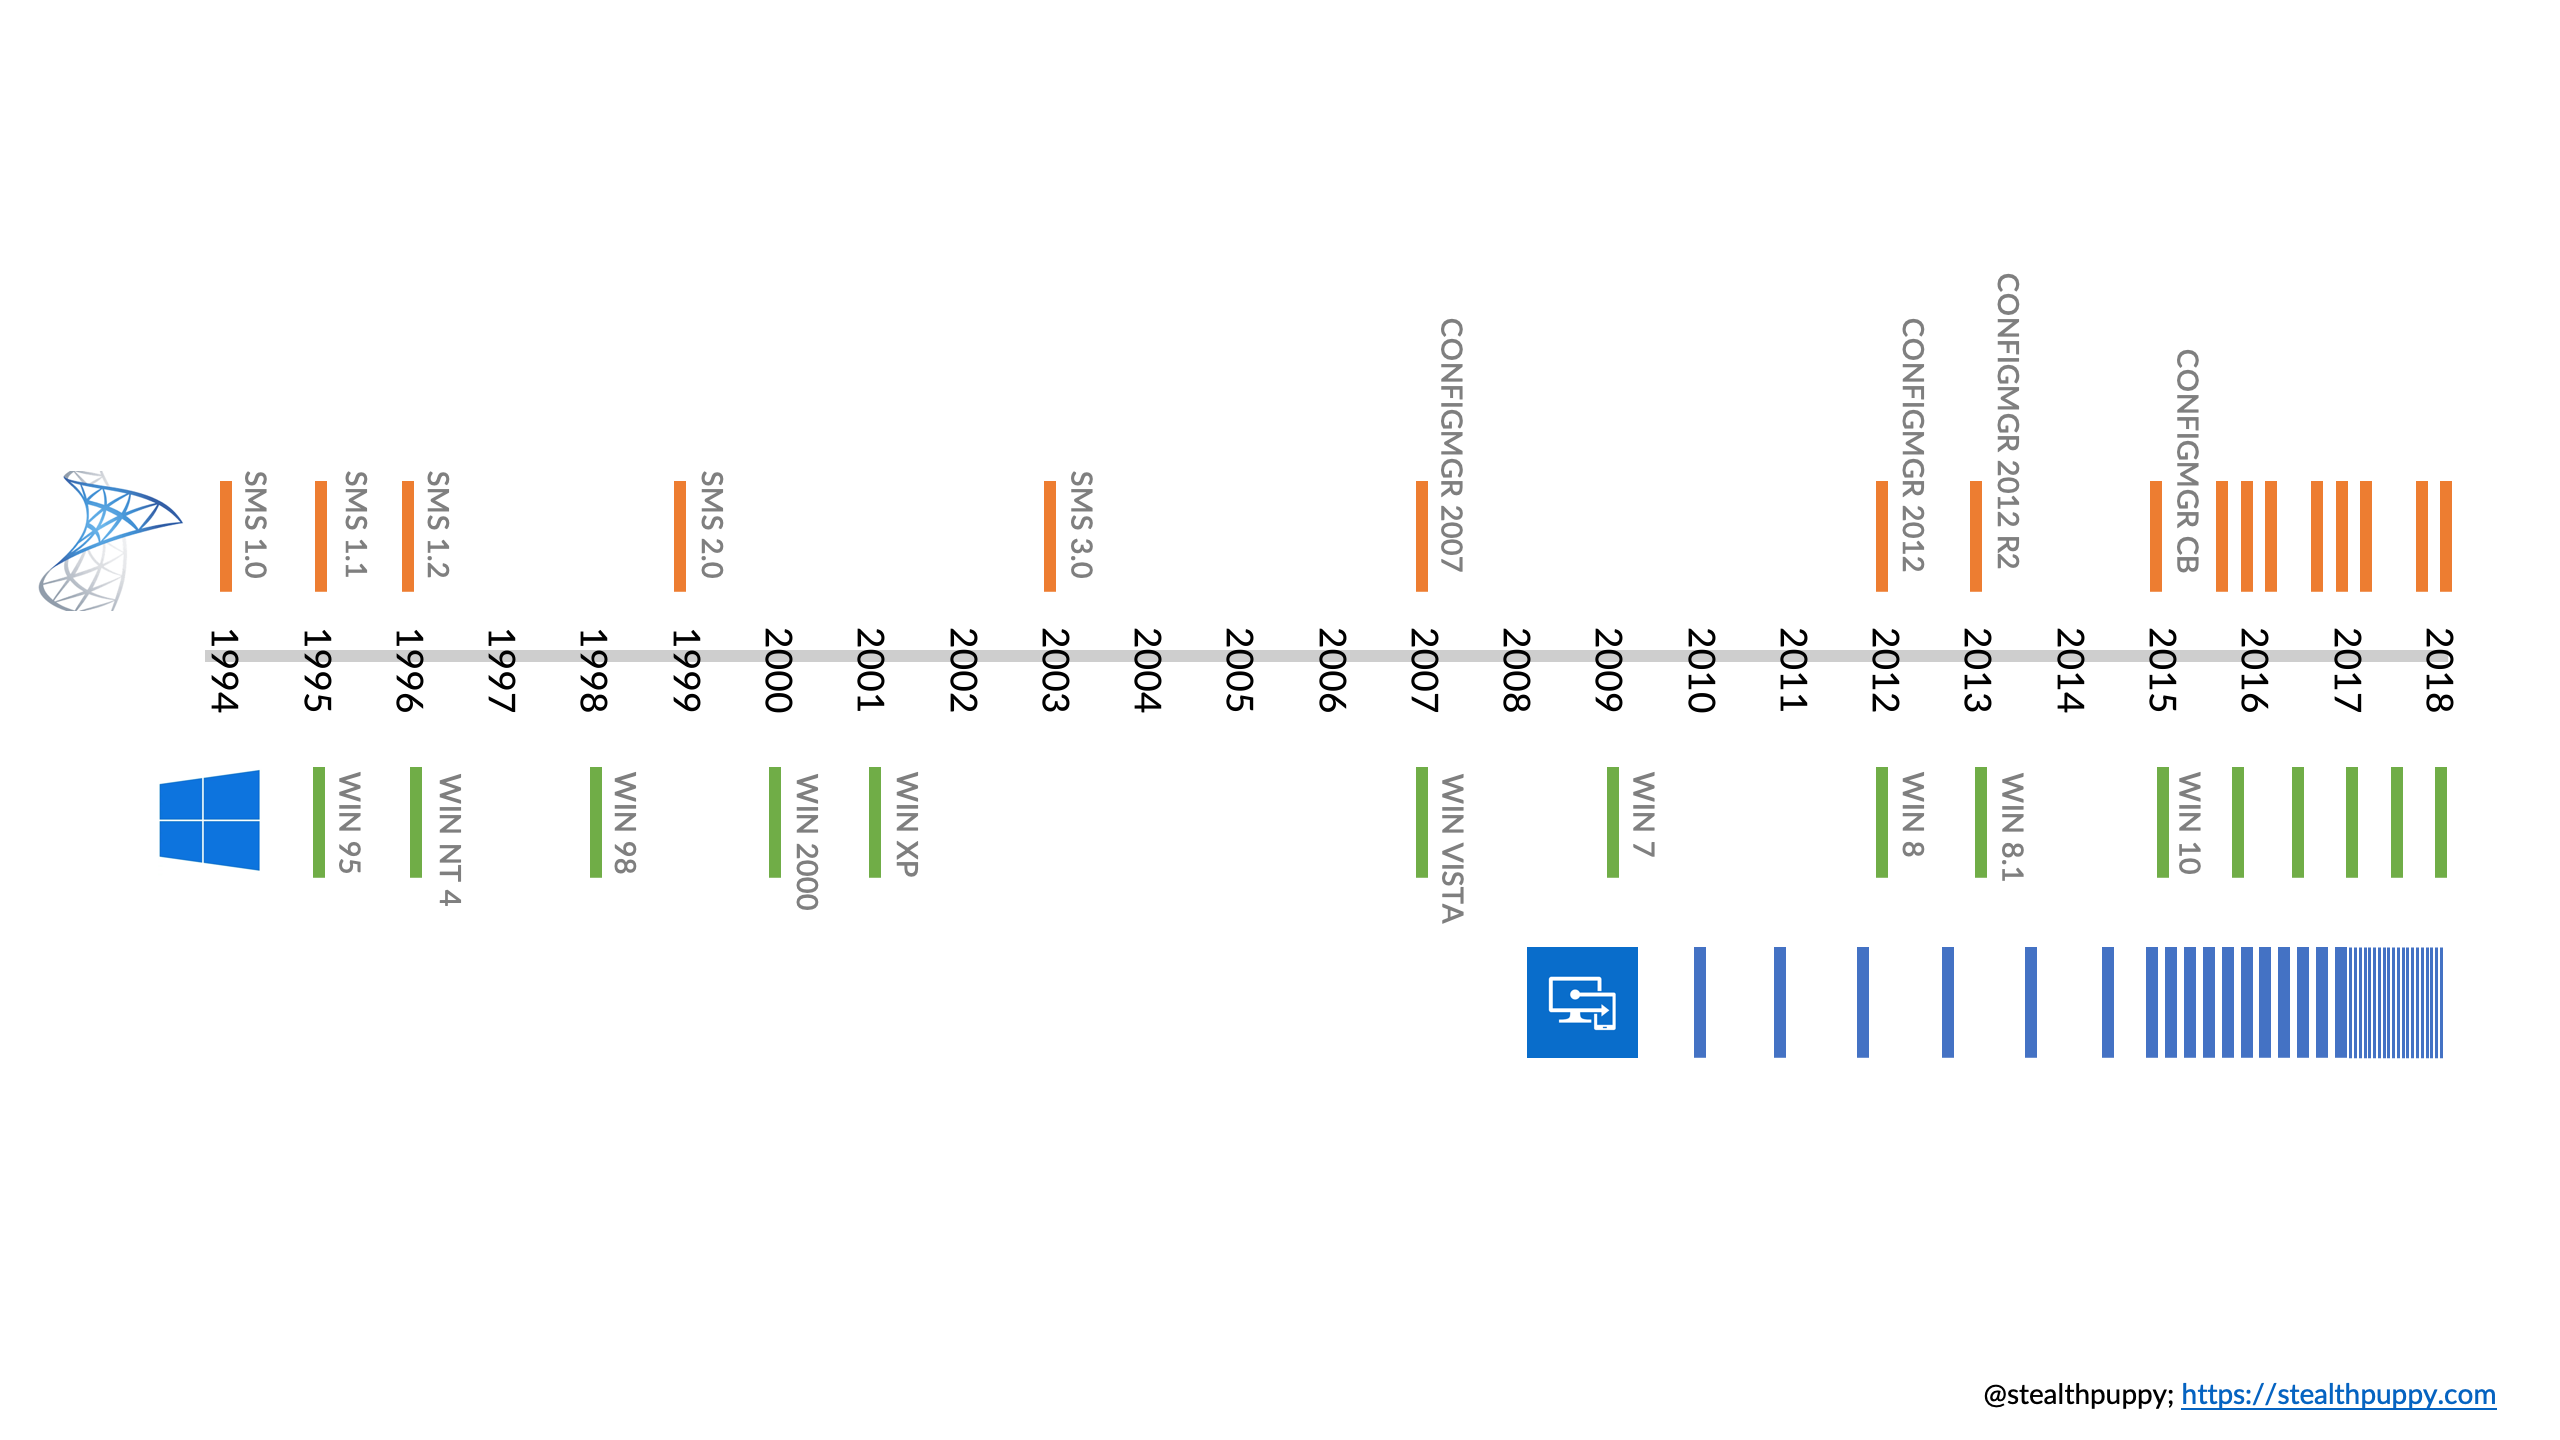 SMS 1.0
SMS 1.1
SMS 1.2
SMS 2.0
SMS 3.0
CONFIGMGR 2007
CONFIGMGR 2012
CONFIGMGR 2012 R2
CONFIGMGR CB
1994
1995
1996
1997
1998
1999
2000
2001
2002
2003
2004
2005
2006
2007
2008
2009
2010
2011
2012
2013
2014
2015
2016
2017
2018
WIN 95
WIN NT 4
WIN 98
WIN 2000
WIN XP
WIN VISTA
WIN 7
WIN 8
WIN 8.1
WIN 10
@stealthpuppy; https://stealthpuppy.com